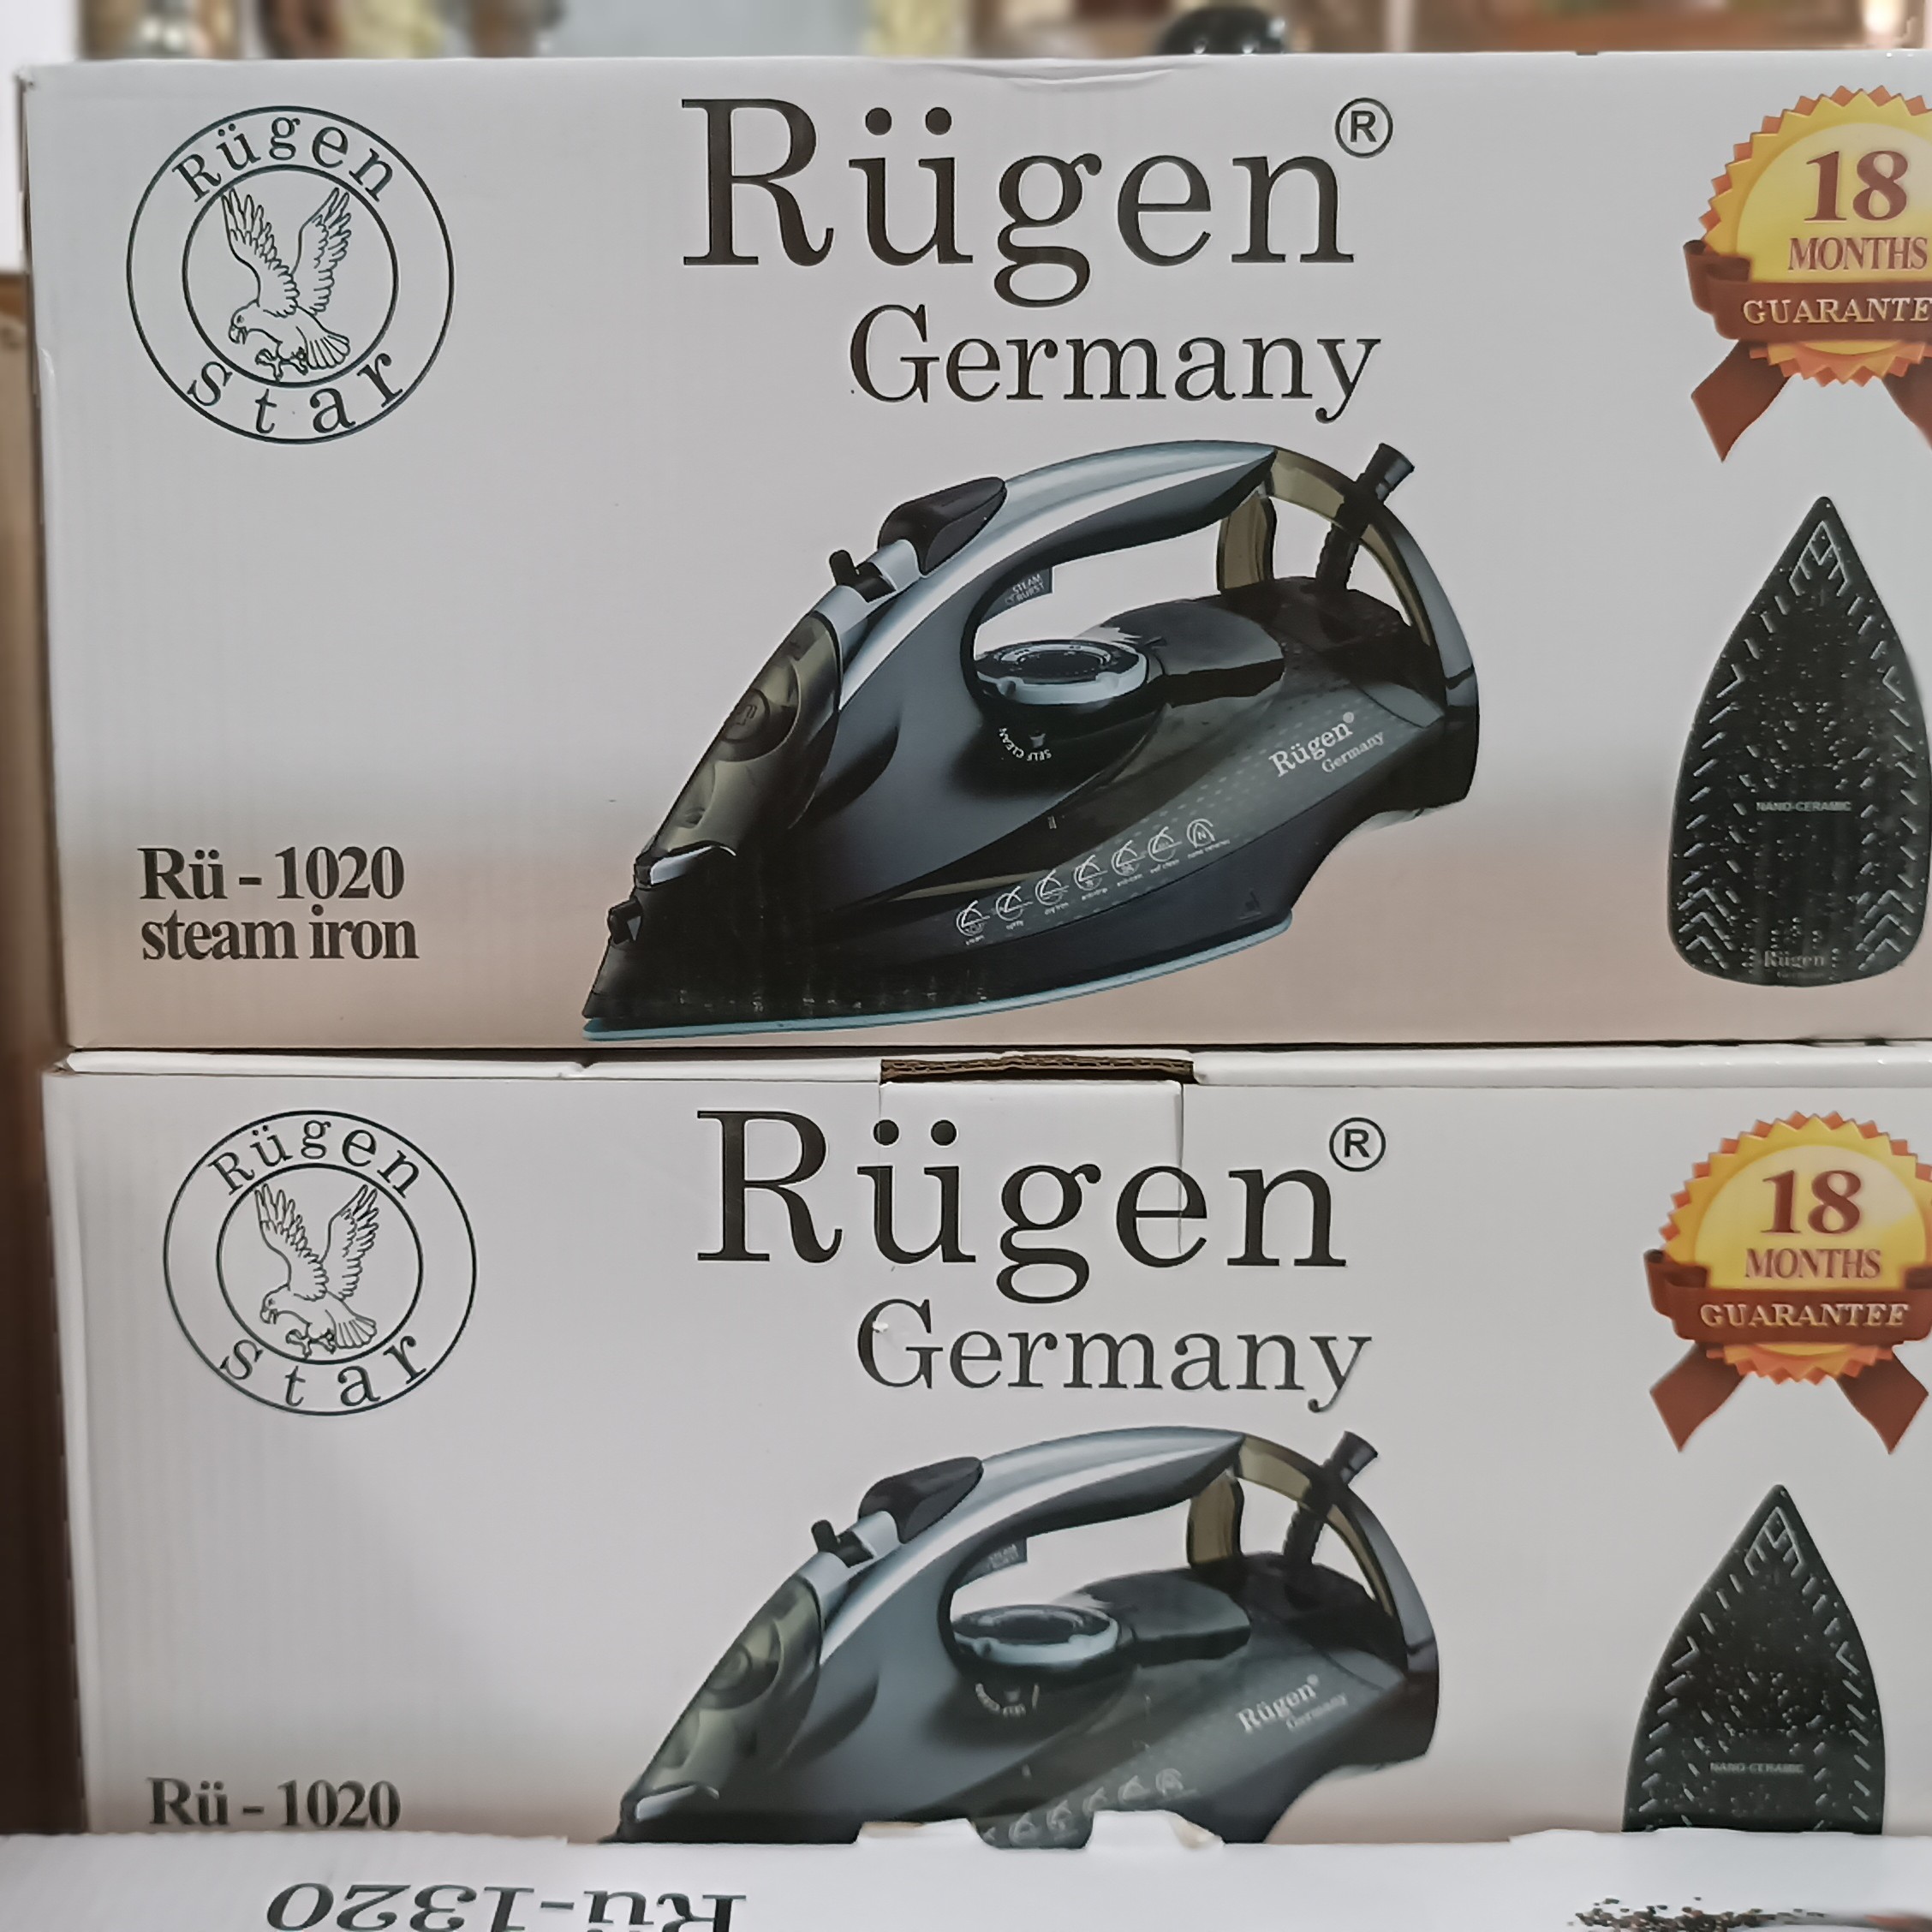 Rügen
Star
Rügen®
Germany
18
MONTHS
GUARANTE
STEAM
BURST
SELF CLEAN
Rügen®
Germany
NANO-CERAMIC
Rügen
Rü - 1020
steam iron
Rügen
Star
Rügen®
Germany
18
MONTHS
GUARANTEE
Rügen®
Germany
NANO-CERAMIC
Rü - 1020
Rü-1320